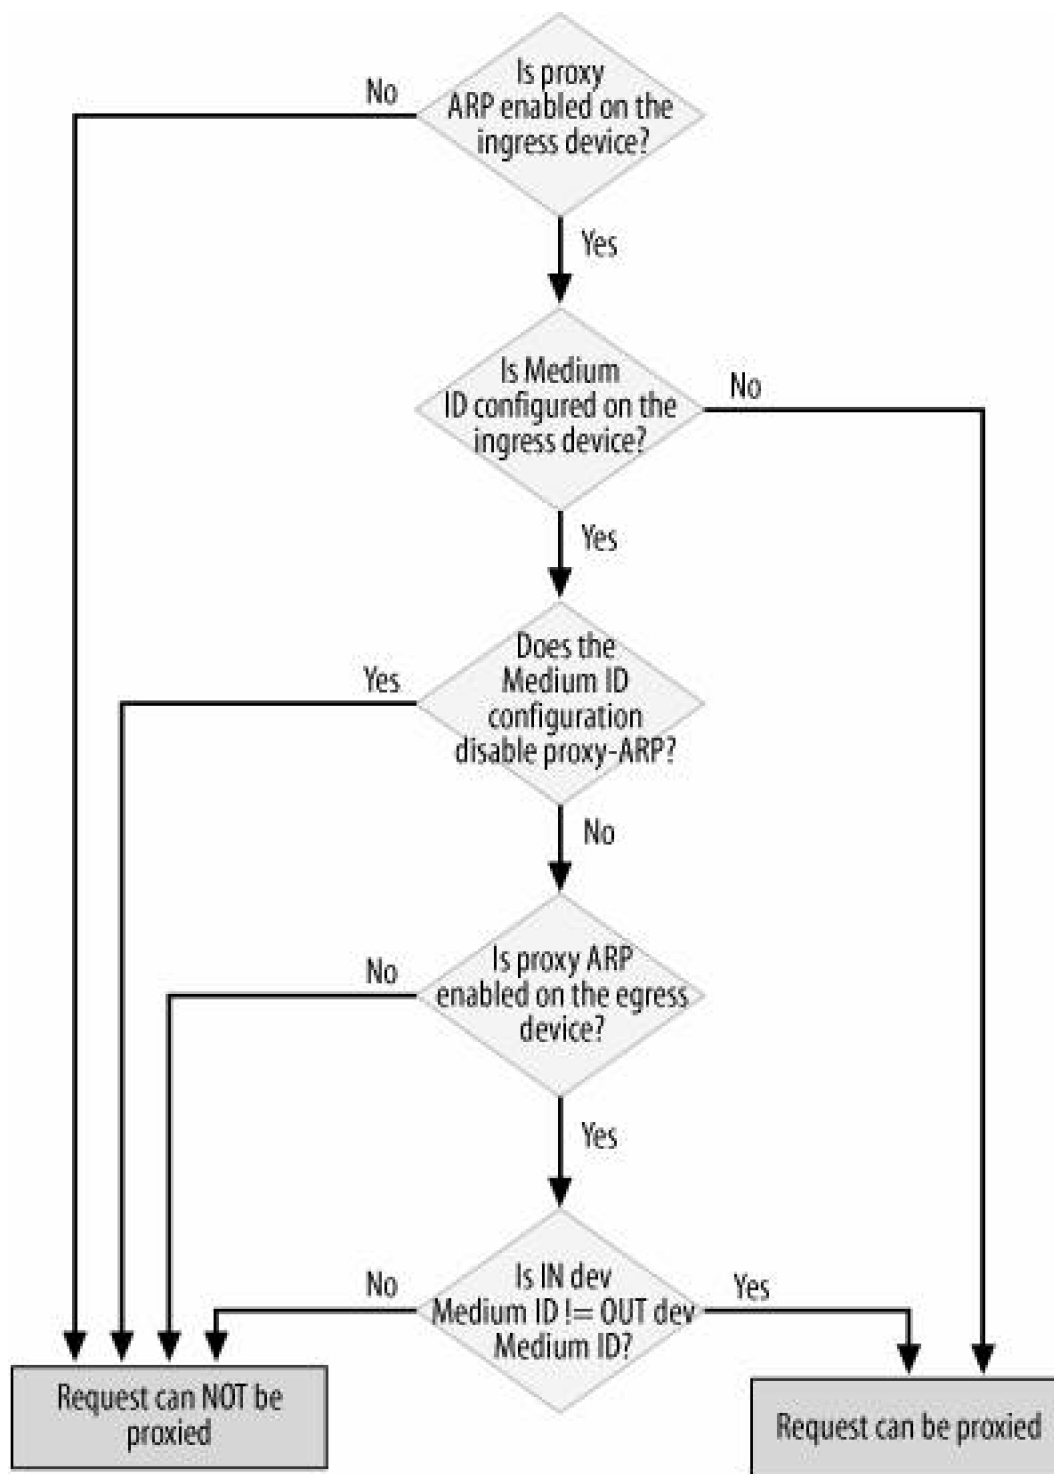 Is proxy
ARP enabled on the
ingress device?
No
Yes
Is Medium
ID configured on the
ingress device?
No
Yes
Does the
Medium ID
configuration
disable proxy-ARP?
Yes
No
Is proxy ARP
enabled on the egress
device?
No
Yes
Is IN dev
Medium ID != OUT dev
Medium ID?
No
Yes
Request can NOT be
proxied
Request can be proxied